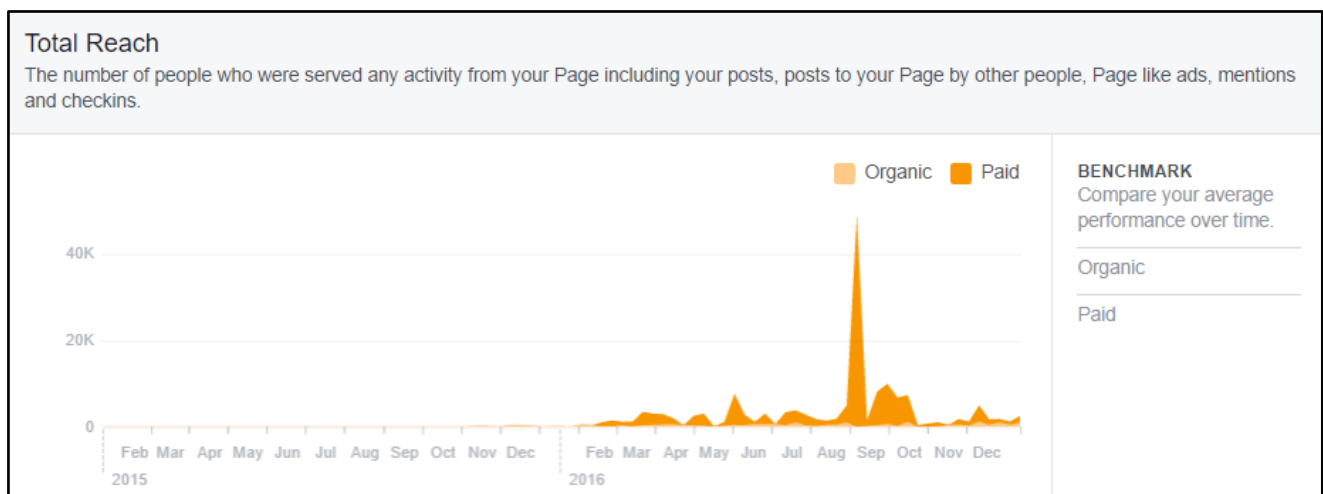 Total Reach
The number of people who were served any activity from your Page including your posts, posts to your Page by other people, Page like ads, mentions
and checkins.
Organic Paid
BENCHMARK
Compare your average
performance over time.
Organic
Paid
40K
20K
0
Feb Mar Apr May Jun Jul Aug Sep Oct Nov Dec Feb Mar Apr May Jun Jul Aug Sep Oct Nov Dec
2015 2016